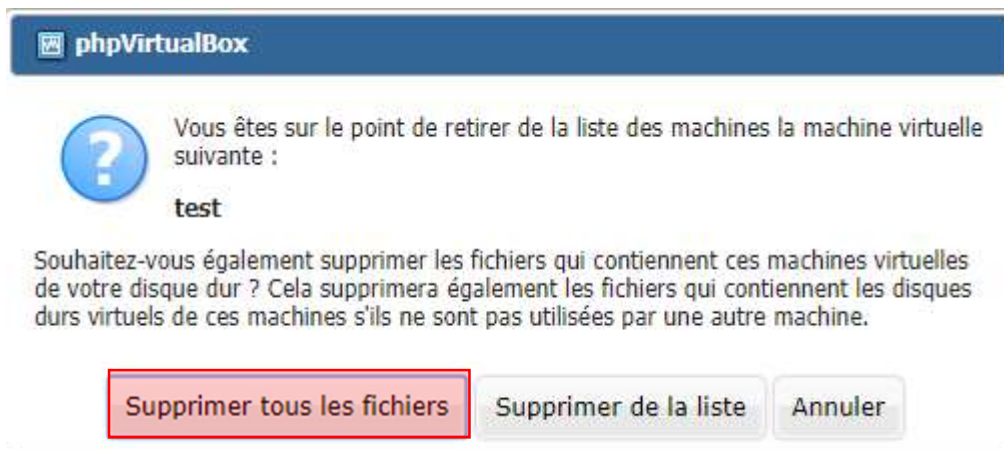 phpVirtualBox
Vous êtes sur le point de retirer de la liste des machines la machine virtuelle
suivante :
test
Souhaitez-vous également supprimer les fichiers qui contiennent ces machines virtuelles
de votre disque dur ? Cela supprimera également les fichiers qui contiennent les disques
durs virtuels de ces machines s'ils ne sont pas utilisées par une autre machine.
Supprimer tous les fichiers Supprimer de la liste Annuler